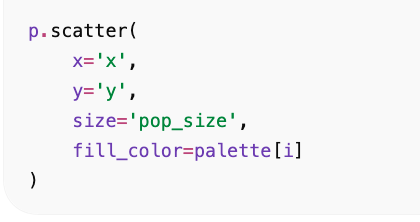 p.scatter(
    x='x',
    y='y',
    size='pop_size',
    fill_color=palette[i]
)